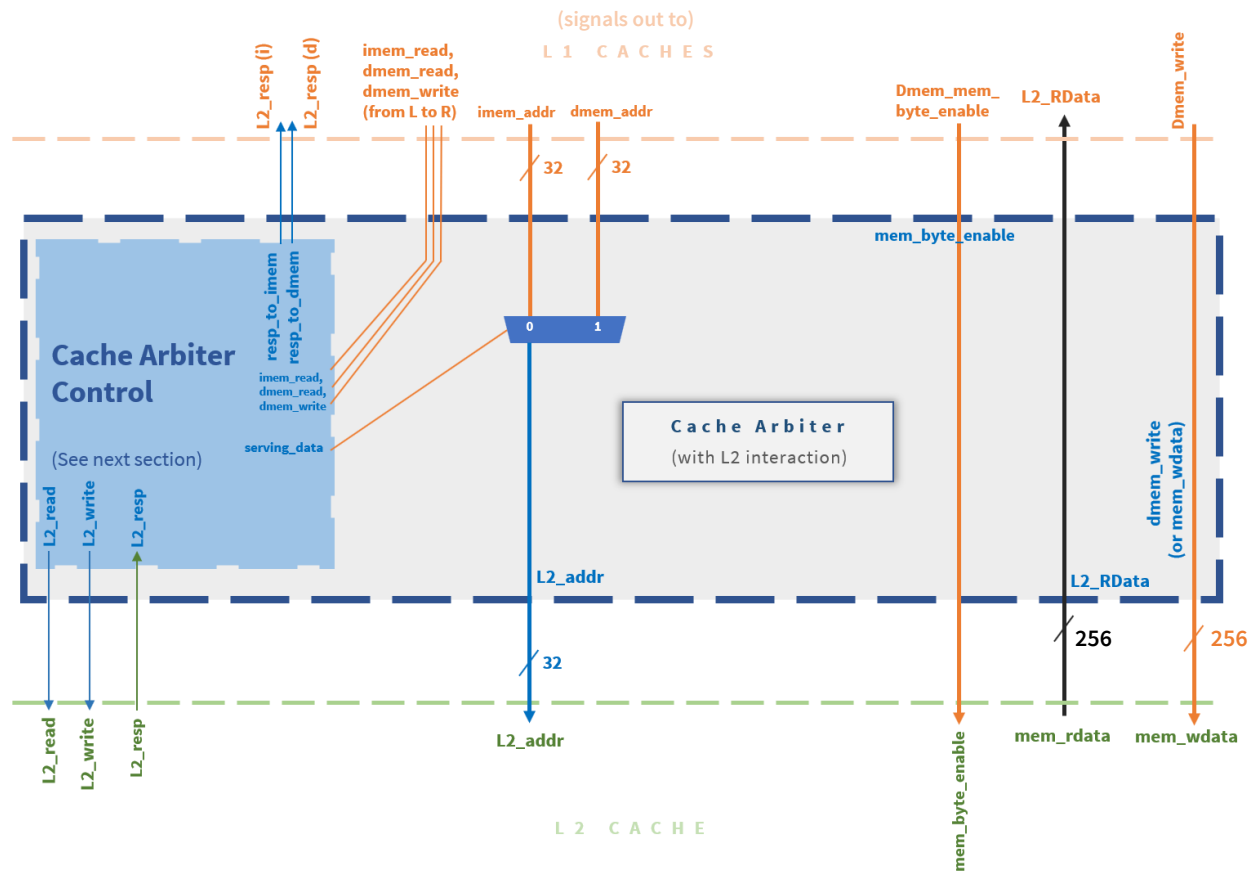 (signals out to)
L1 CACHES
L2_resp (i)
L2_resp (d)
imem_read,
dmem_read,
dmem_write
(from L to R)
imem_addr
dmem_addr
Dmem_mem_
byte_enable
L2_RData
Dmem_write
32
32
mem_byte_enable
resp_to_imem
resp_to_dmem
0
1
Cache Arbiter
Control
imem_read,
dmem_read,
dmem_write
serving_data
(See next section)
Cache Arbiter
(with L2 interaction)
dmem_write
(or mem_wdata)
L2_read
L2_write
L2_resp
L2_addr
L2_RData
32
256
256
L2_read
L2_write
L2_resp
L2_addr
mem_byte_enable
mem_rdata
mem_wdata
L2 CACHE